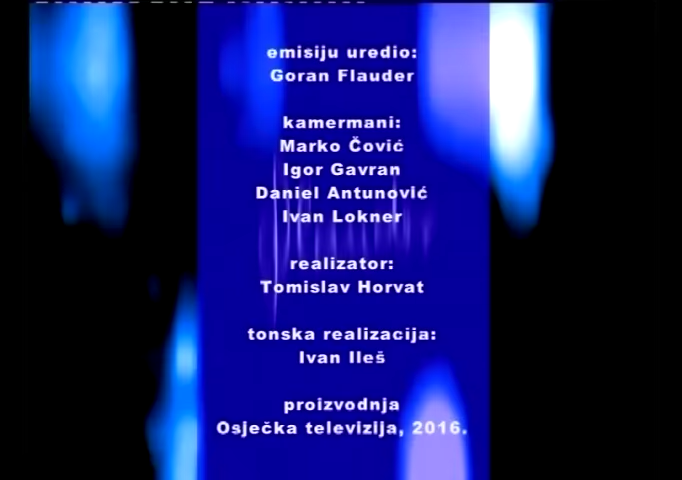 emisiju uredio:
Goran Flauder
kamermani:
Marko Čović
Igor Gavran
Daniel Antunović
Ivan Lokner
realizator:
Tomislav Horvat
tonska realizacija:
Ivan Ileš
proizvodnja
Osječka televizija, 2016.